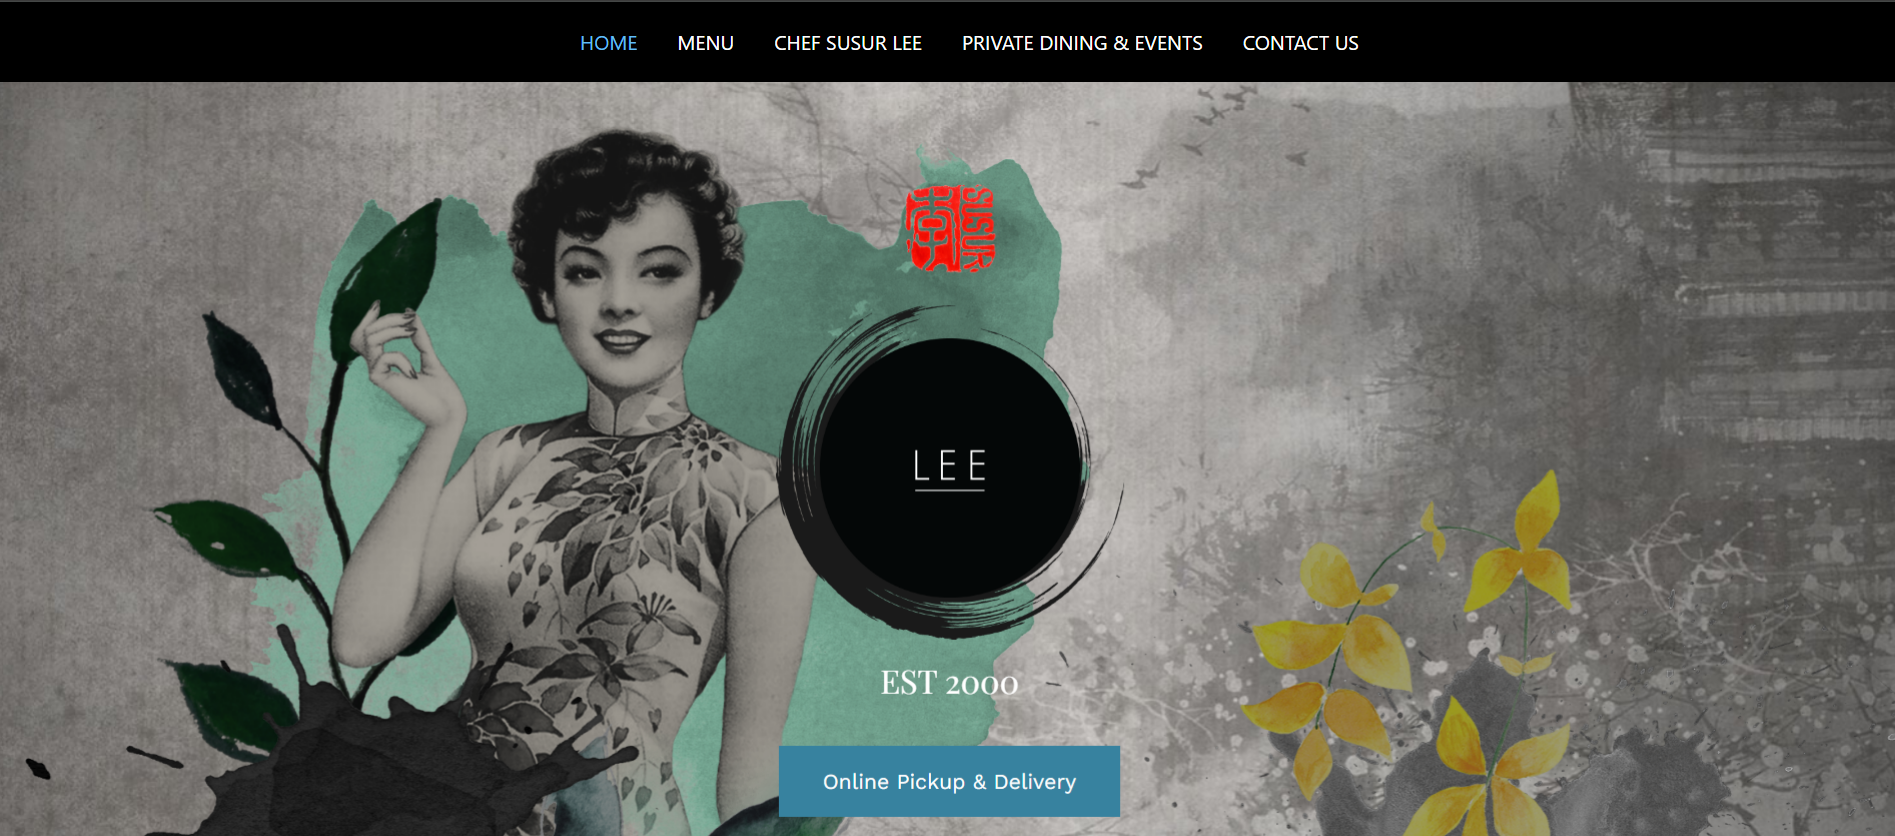 HOME MENU CHEF SUSUR LEE PRIVATE DINING & EVENTS CONTACT US
SUSUR
LEE
EST 2000
Online Pickup & Delivery